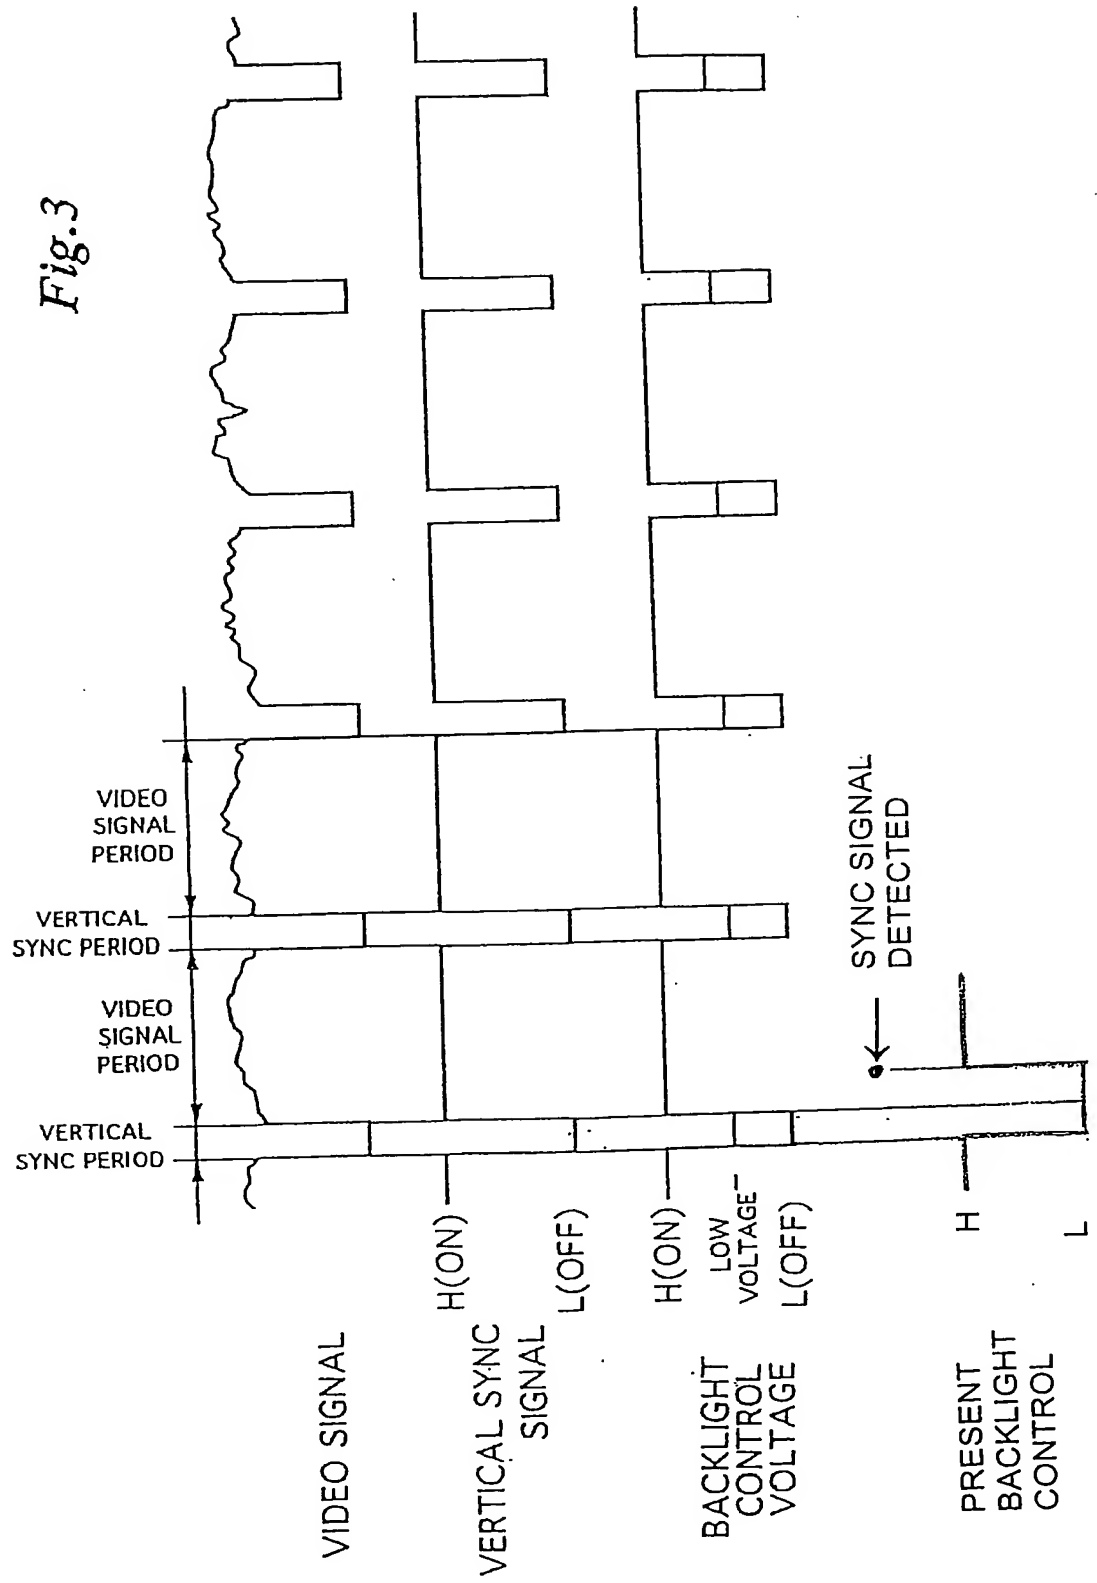 Fig.3
VIDEO
SIGNAL
PERIOD
VERTICAL
SYNC PERIOD
VIDEO
SIGNAL
PERIOD
VERTICAL
SYNC PERIOD
VIDEO SIGNAL
H(ON)
VERTICAL SYNC
SIGNAL
L(OFF)
H(ON)
LOW
VOLTAGE
L(OFF)
BACKLIGHT
CONTROL
VOLTAGE
SYNC SIGNAL
DETECTED
H
L
PRESENT
BACKLIGHT
CONTROL